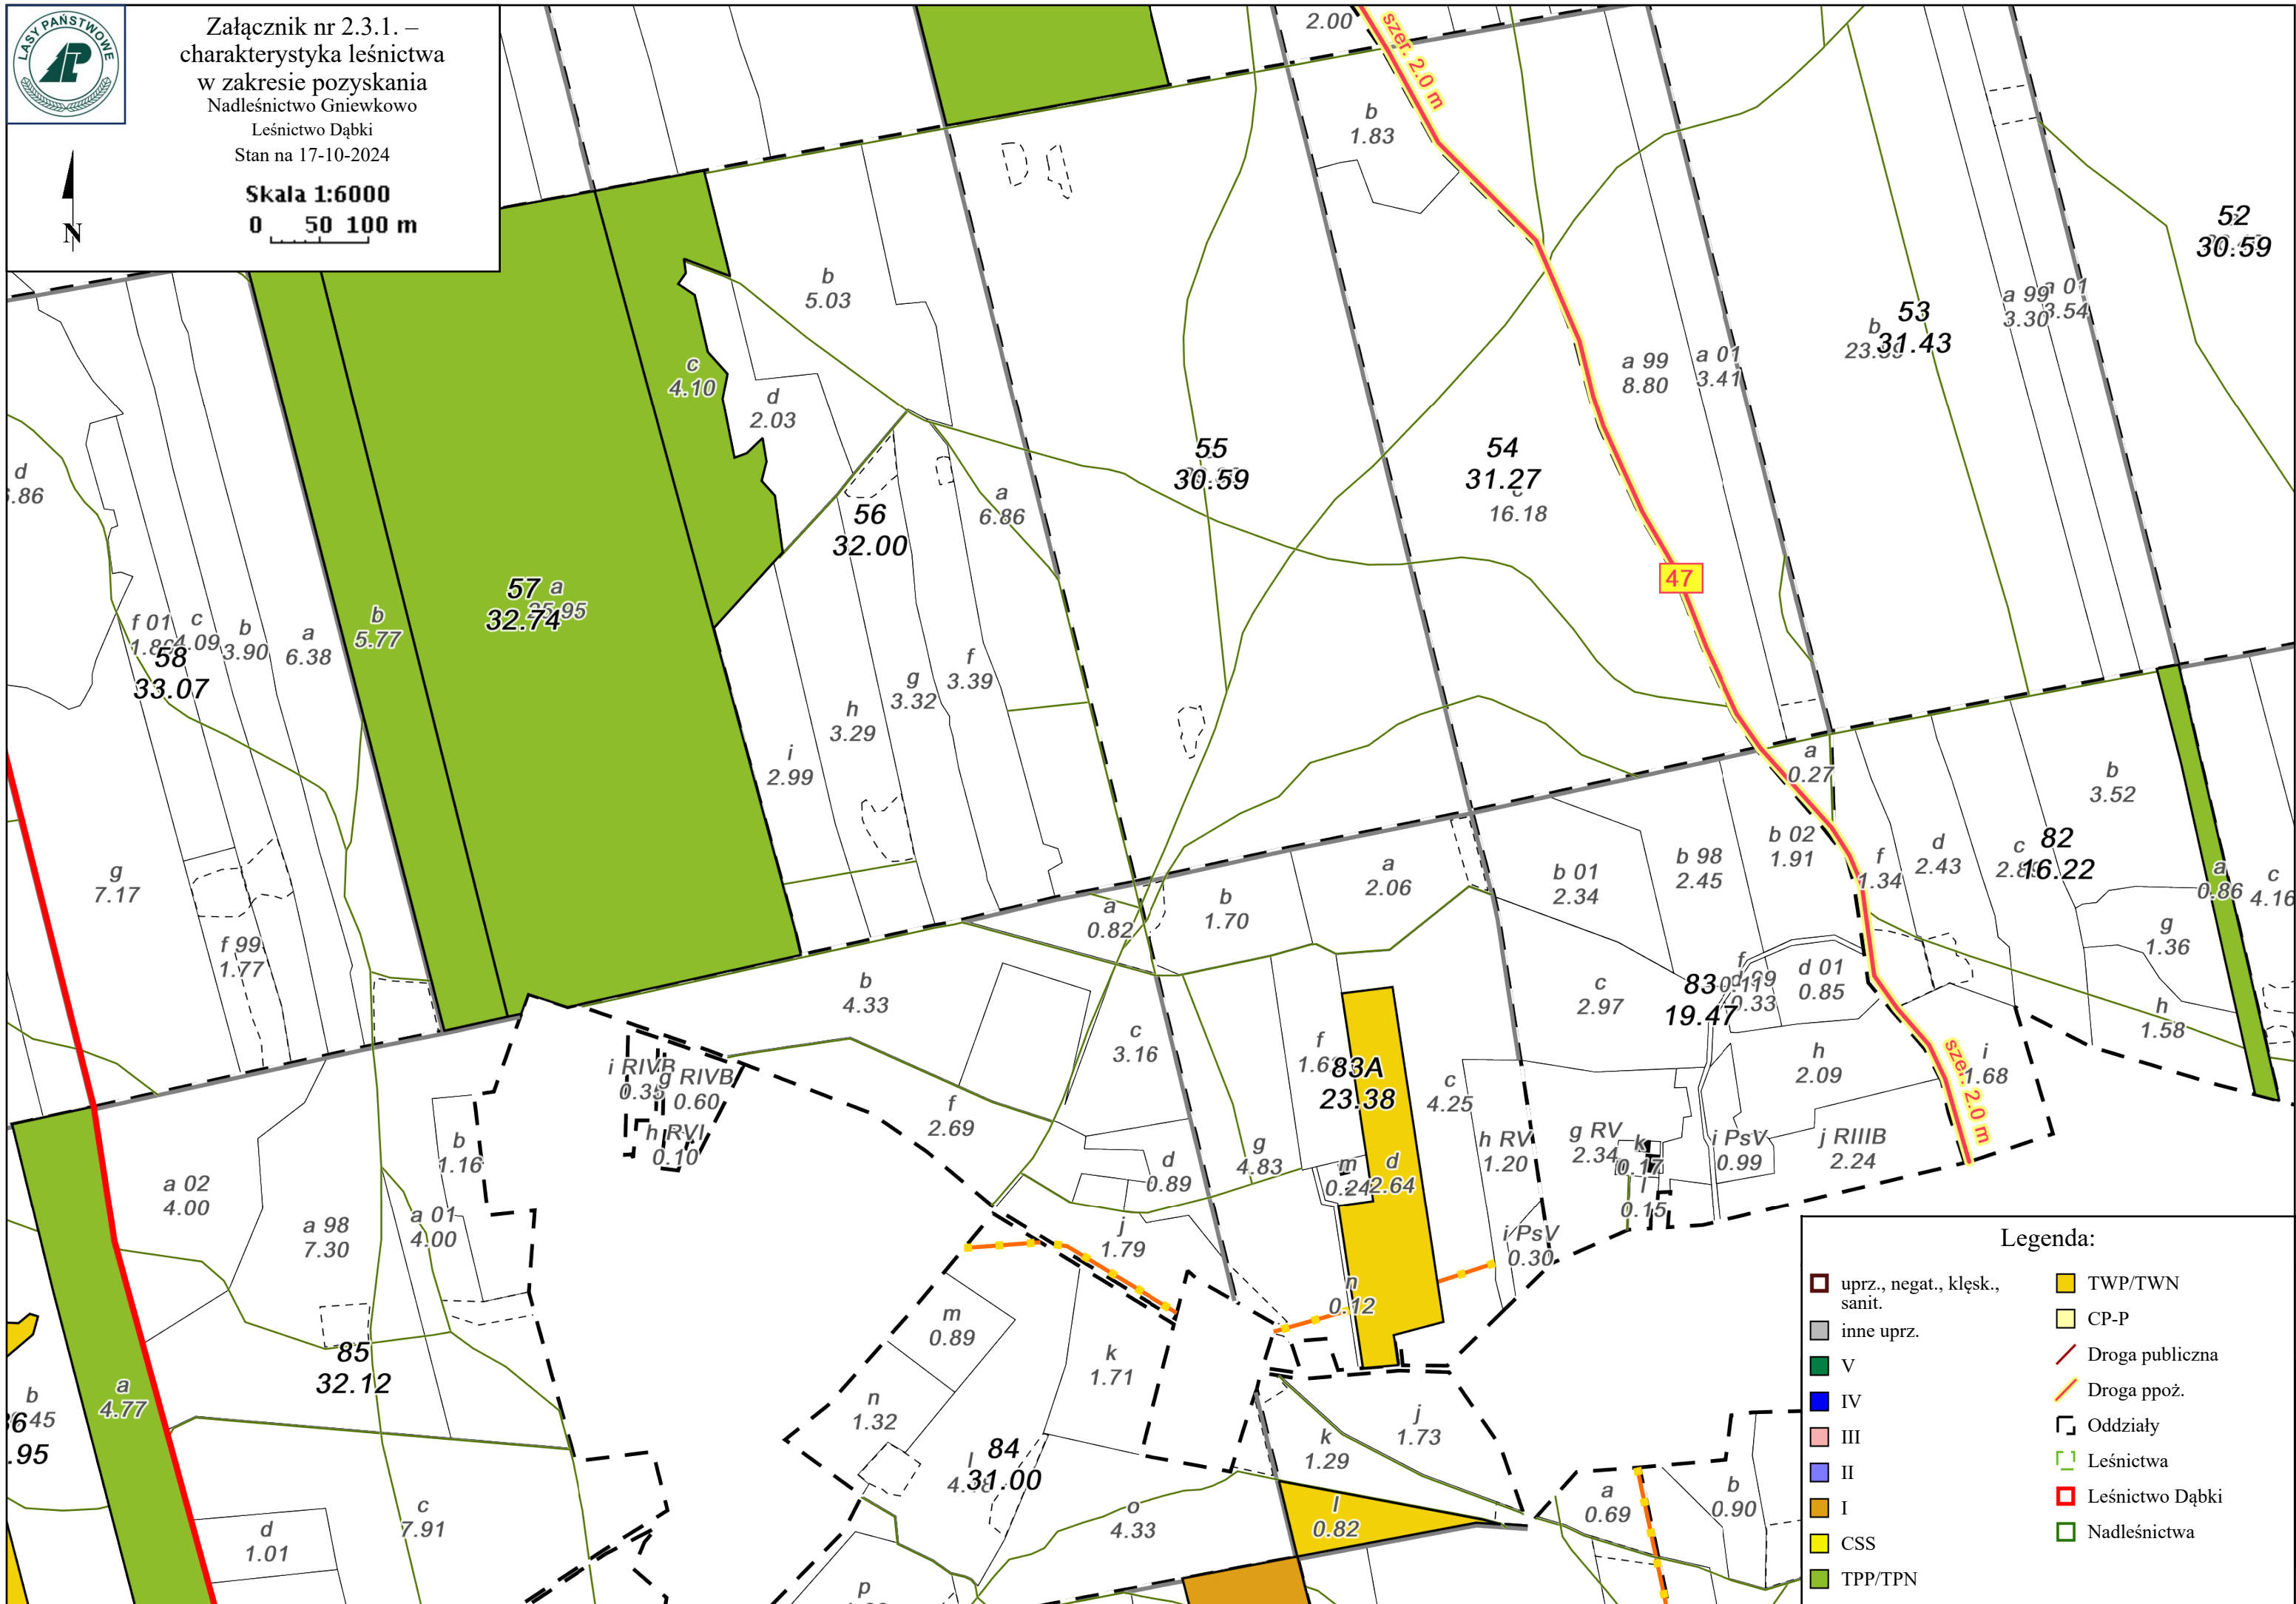 LASY PAŃSTWOWE
Załącznik nr 2.3.1. –
charakterystyka leśnictwa
w zakresie pozyskania
Nadleśnictwo Gniewkowo
Leśnictwo Dąbki
Stan na 17-10-2024
Skala 1:6000
0 50 100 m
N
2.00
szer. 2.0 m
b
1.83
52
30.59
b
5.03
a 99
3.30
a 01
3.54
53
31.43
b
c
4.10
d
2.03
a 99
8.80
a 01
3.41
55
30.59
54
31.27
c
16.18
d
a
6.86
56
32.00
47
57
32.74
a
b
5.77
f 01
c
4.09
b
3.90
a
6.38
58
33.07
g
3.32
f
3.39
h
3.29
i
2.99
a
0.27
b
3.52
g
7.17
f 99
1.77
a
0.82
b
1.70
a
2.06
b 01
2.34
b 98
2.45
b 02
1.91
f
1.34
d
2.43
c
82
16.22
a
0.86
c
4.16
g
1.36
h
1.58
b
4.33
c
3.16
c
2.97
83
19.47
f
0.33
d 01
0.85
h
2.09
i
1.68
szer. 2.0 m
i RIVB
g RIVB
0.60
h RVI
0.10
f
2.69
d
0.89
g
4.83
f
83A
23.38
c
4.25
m
0.24
d
2.64
h RV
1.20
g RV
2.34
k
0.17
l
0.15
i PsV
0.99
j RIIIB
2.24
i PsV
0.30
n
0.12
j
1.79
b
1.16
a 02
4.00
a 98
7.30
a 01
4.00
85
32.12
a
4.77
b
.95
m
0.89
k
1.71
n
1.32
84
31.00
l
o
4.33
k
1.29
j
1.73
l
0.82
a
0.69
b
0.90
c
7.91
d
1.01
p
Legenda:
uprz., negat., klęsk.,
sanit.
inne uprz.
V
IV
III
II
I
CSS
TPP/TPN
TWP/TWN
CP-P
Droga publiczna
Droga ppoż.
Oddziały
Leśnictwa
Leśnictwo Dąbki
Nadleśnictwa